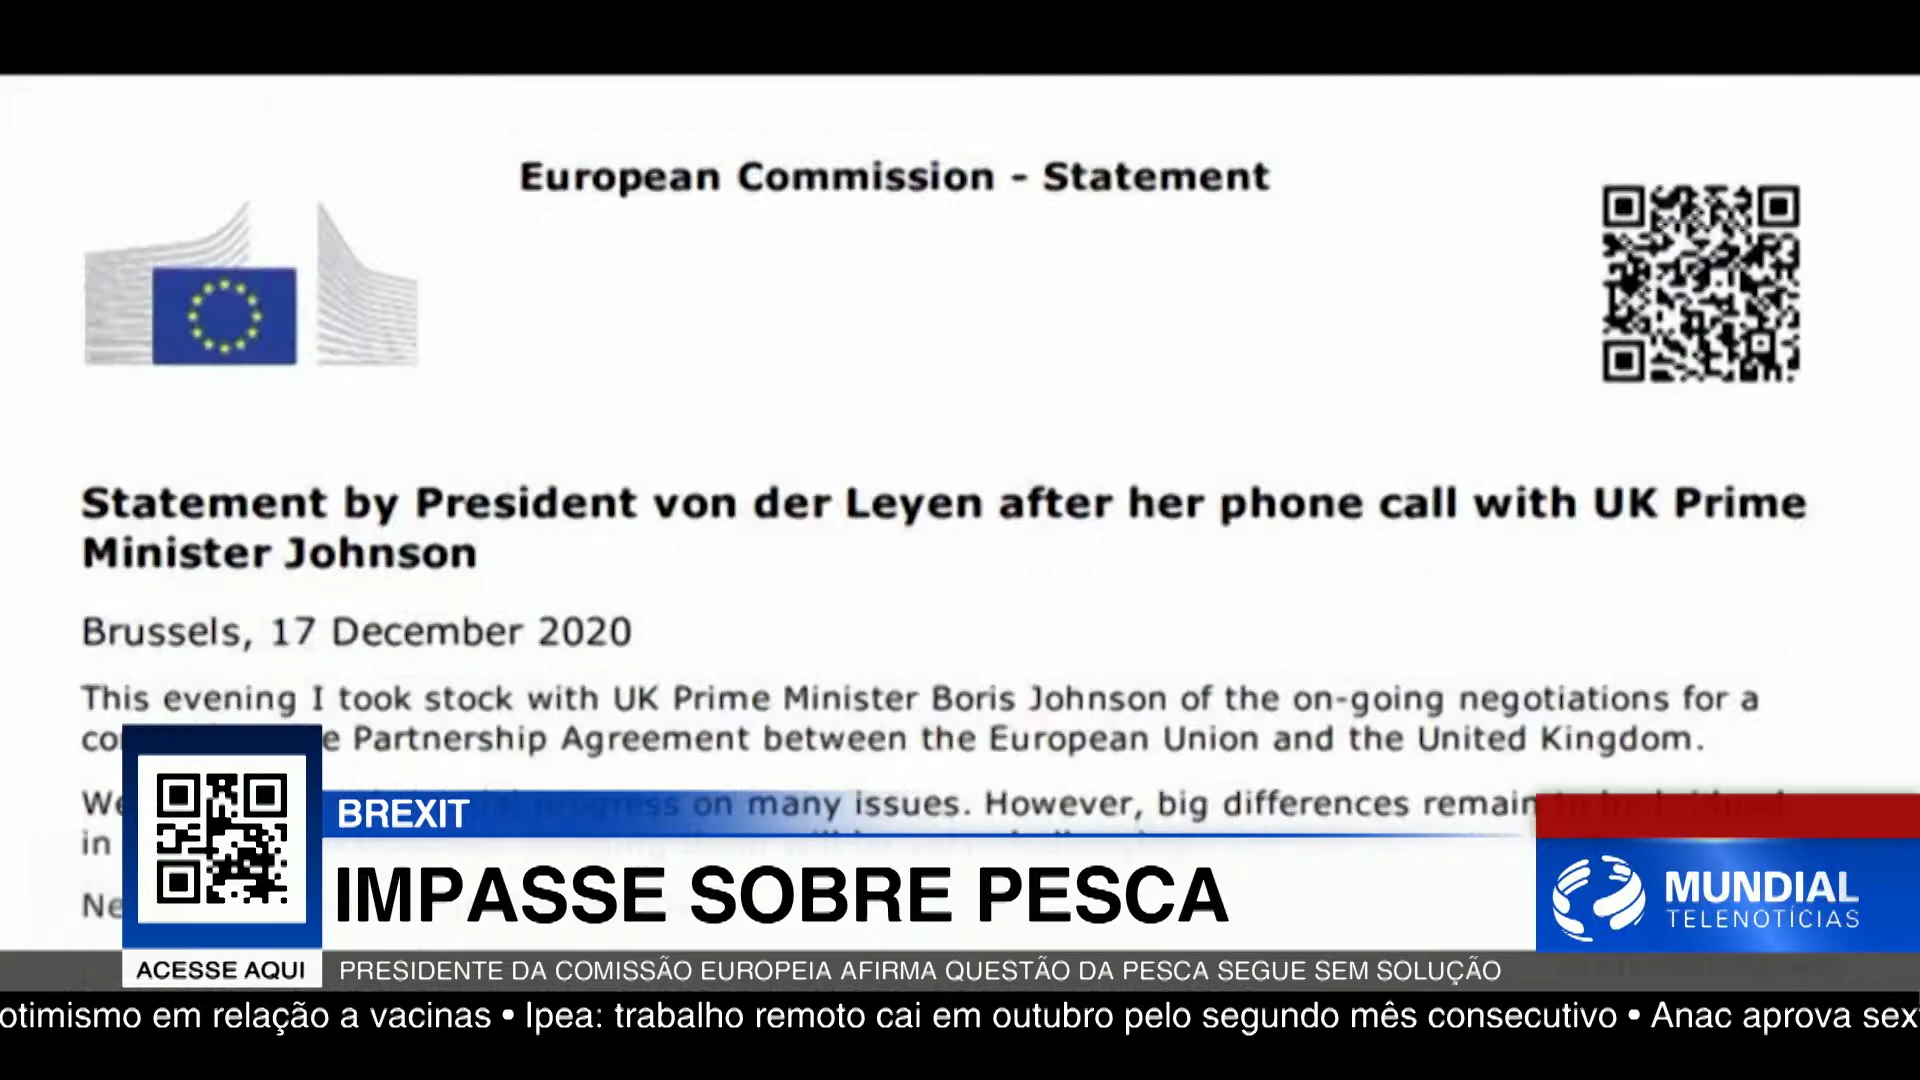 European Commission - Statement
Statement by President von der Leyen after her phone call with UK Prime
Minister Johnson
Brussels, 17 December 2020
This evening I took stock with UK Prime Minister Boris Johnson of the on-going negotiations for a
Partnership Agreement between the European Union and the United Kingdom.
We progress on many issues. However, big differences remain
in
BREXIT
IMPASSE SOBRE PESCA
MUNDIAL
TELENOTÍCIAS
ACESSE AQUI
PRESIDENTE DA COMISSÃO EUROPEIA AFIRMA QUESTÃO DA PESCA SEGUE SEM SOLUÇÃO
otimismo em relação a vacinas • Ipea: trabalho remoto cai em outubro pelo segundo mês consecutivo • Anac aprova